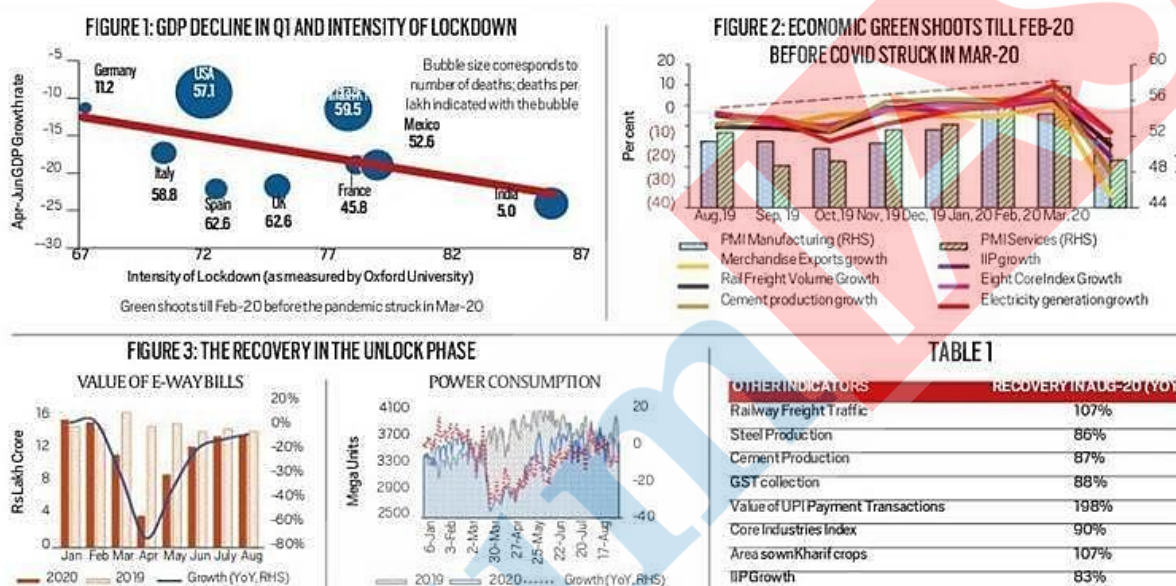 FIGURE 1: GDP DECLINE IN Q1 AND INTENSITY OF LOCKDOWN
Apr-Jun GDP Growth rate
-5
-10
-15
-20
-25
-30
Germany
11.2
USA
57.1
59.5
Bubble size corresponds to
number of deaths; deaths per
lakh indicated with the bubble
Mexico
52.6
Italy
58.8
Spain
62.6
UK
62.6
France
45.8
India
5.0
67 72 77 82 87
Intensity of Lockdown (as measured by Oxford University)
Green shoots till Feb-20 before the pandemic struck in Mar-20
FIGURE 2: ECONOMIC GREEN SHOOTS TILL FEB-20
BEFORE COVID STRUCK IN MAR-20
Per cent
20
10
0
(10)
(20)
(30)
(40)
60
56
52
48
44
Aug,19 Sep, 19 Oct,19 Nov, 19 Dec, 19 Jan, 20 Feb, 20 Mar, 20
PMI Manufacturing (RHS) PMI Services (RHS)
Merchandise Exports growth IIP growth
Rail Freight Volume Growth Eight Core Index Growth
Cement production growth Electricity generation growth
FIGURE 3: THE RECOVERY IN THE UNLOCK PHASE
VALUE OF E-WAY BILLS
Rs Lakh Crore
16
12
8
4
0
20%
0%
-20%
-30%
-40%
-60%
-80%
Jan Feb Mar Apr May Jun July Aug
2020 2019 Growth (YoY, RHS)
POWER CONSUMPTION
Mega Units
4100
3700
3300
2900
2500
20
0
-20
-40
6-Jan
3-Feb
2-Mar
30-Mar
27-Apr
25-May
22-Jun
20-Jul
17-Aug
2019 2020 Growth (YoY, RHS)
TABLE 1
OTHER INDICATORS RECOVERY IN AUG-20 (YO
Railway Freight Traffic 107%
Steel Production 86%
Cement Production 87%
GST collection 88%
Value of UPI Payment Transactions 198%
Core Industries Index 90%
Area sown Kharif crops 107%
IIP Growth 83%